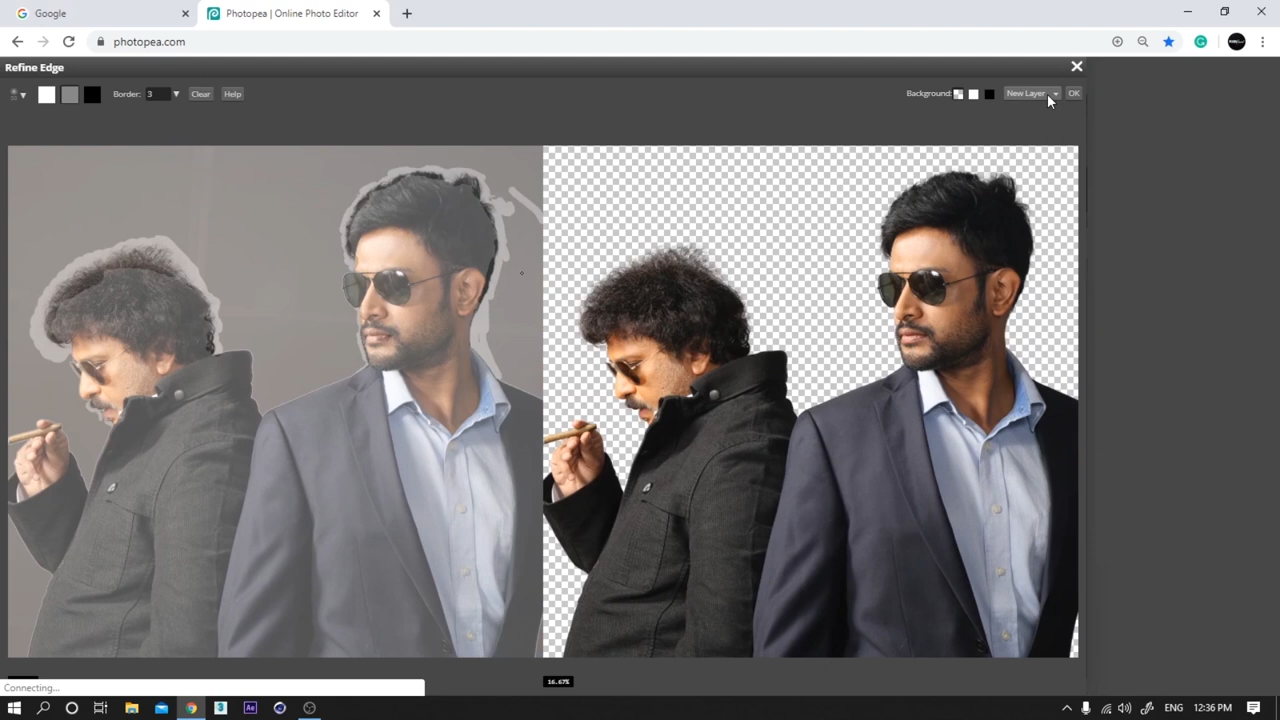 Google
Photopea | Online Photo Editor
photopea.com
Refine Edge
Border: 3 Clear Help
Background: New Layer OK
16.67%
Connecting...
Ae
ENG 12:36 PM